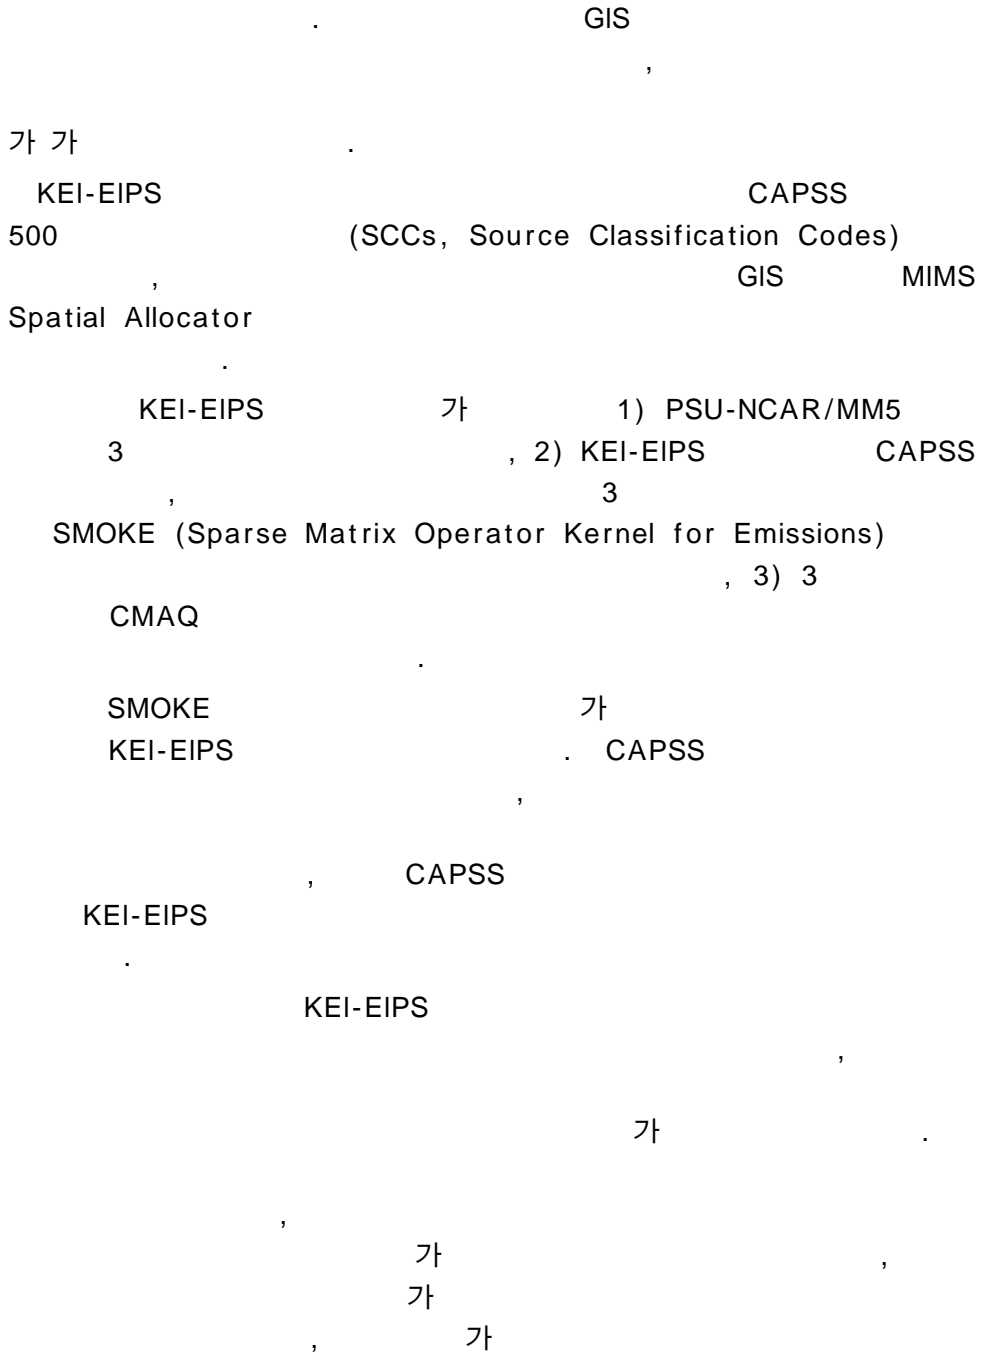 . GIS
,
가 가 .
KEI-EIPS CAPSS
500 (SCCs, Source Classification Codes)
, GIS MIMS
Spatial Allocator
.
KEI-EIPS 가 1) PSU-NCAR/MM5
3 , 2) KEI-EIPS CAPSS
, 3
SMOKE (Sparse Matrix Operator Kernel for Emissions)
, 3) 3
CMAQ
.
SMOKE 가
KEI-EIPS . CAPSS
,
, CAPSS
KEI-EIPS
.
KEI-EIPS
,
가 .
,
가 ,
가
, 가